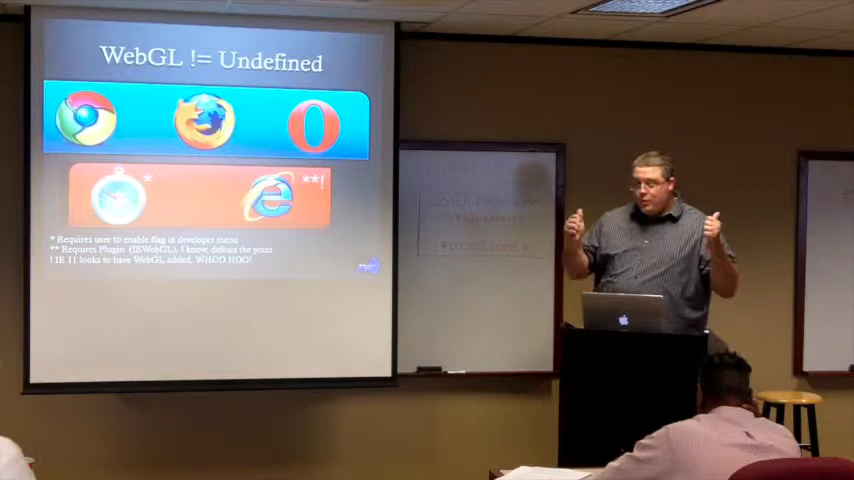 WebGL != Undefined
*
**!
* Requires user to enable flag in developer menu
** Requires Plugin (IEWebGL), I know, defeats the point
! IE 11 looks to have WebGL added, WHOO HOO!